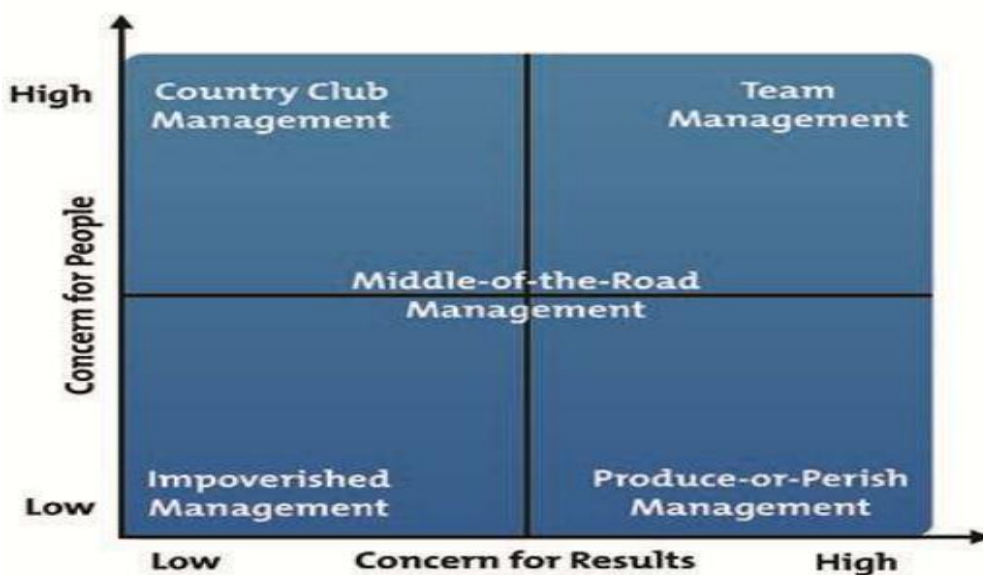 High
Country Club
Management
Team
Management
Concern for People
Middle-of-the-Road
Management
Low
Impoverished
Management
Produce-or-Perish
Management
Low
Concern for Results
High